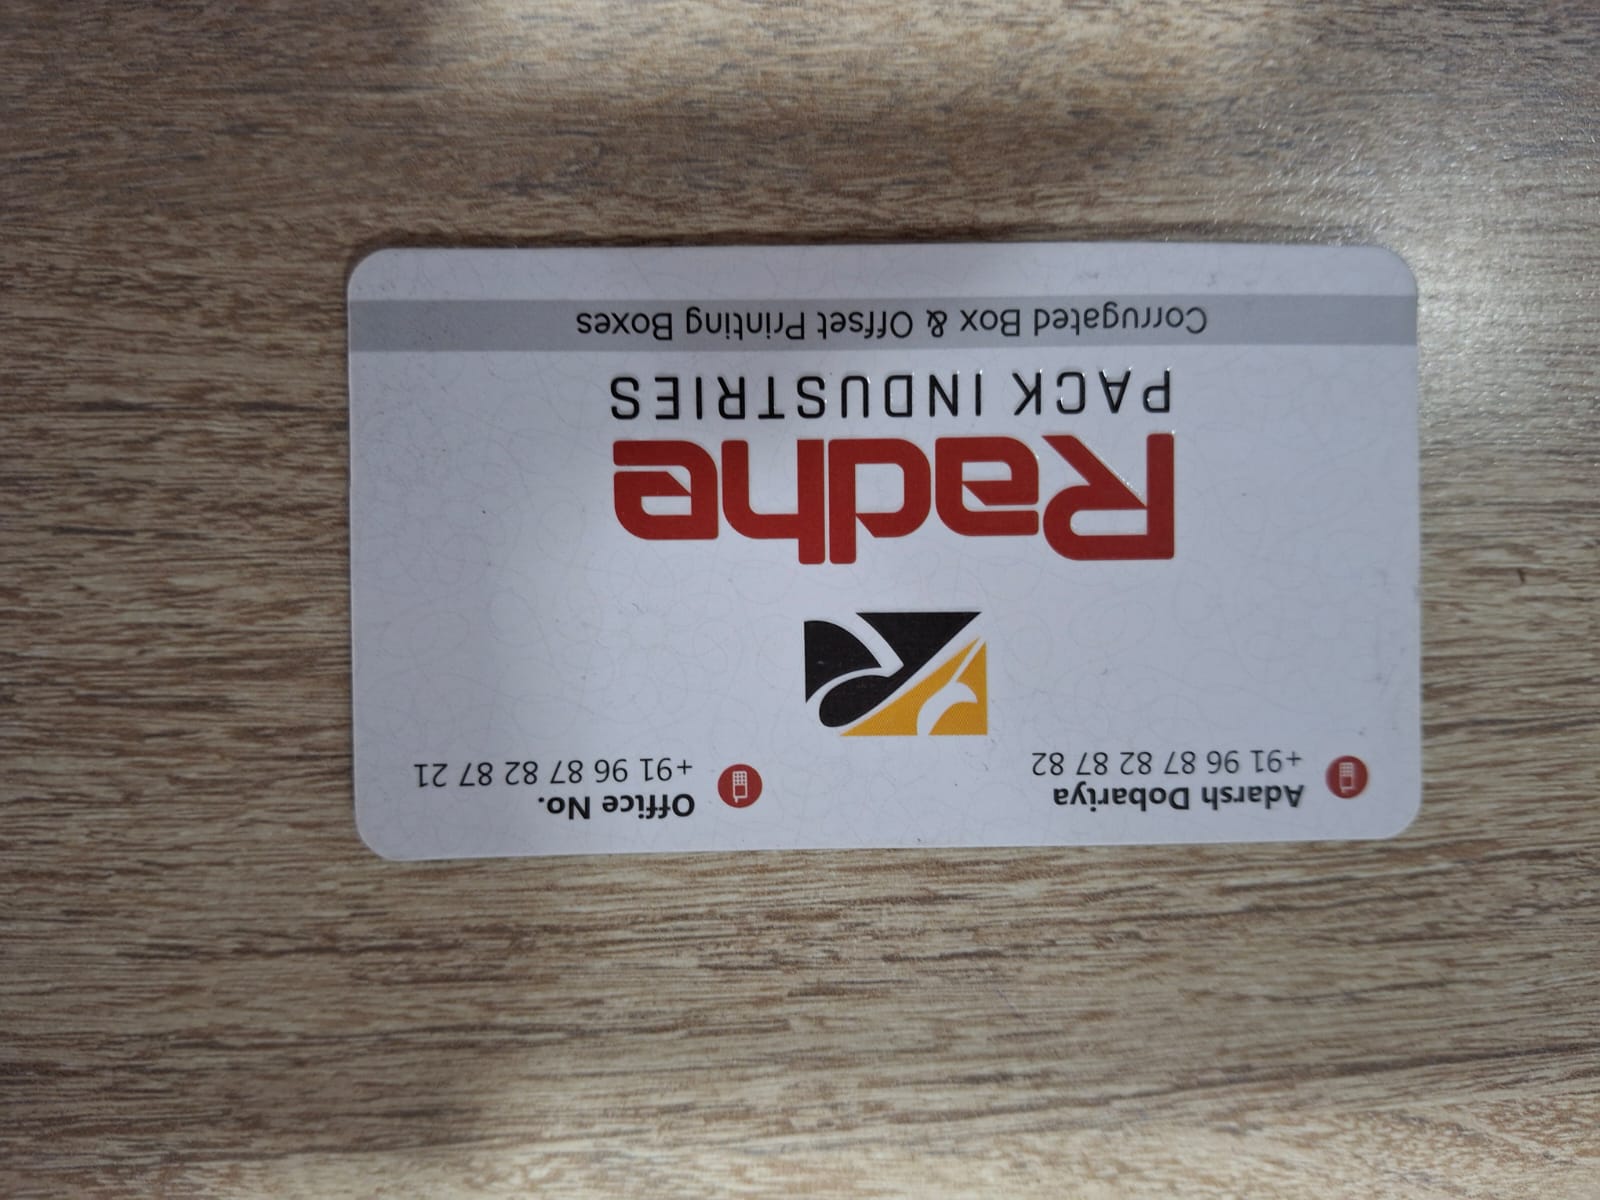 Adarsh Dobariya
+91 96 87 82 87 82
Office No.
+91 96 87 82 87 21
Radhe
PACK INDUSTRIES
Corrugated Box & Offset Printing Boxes